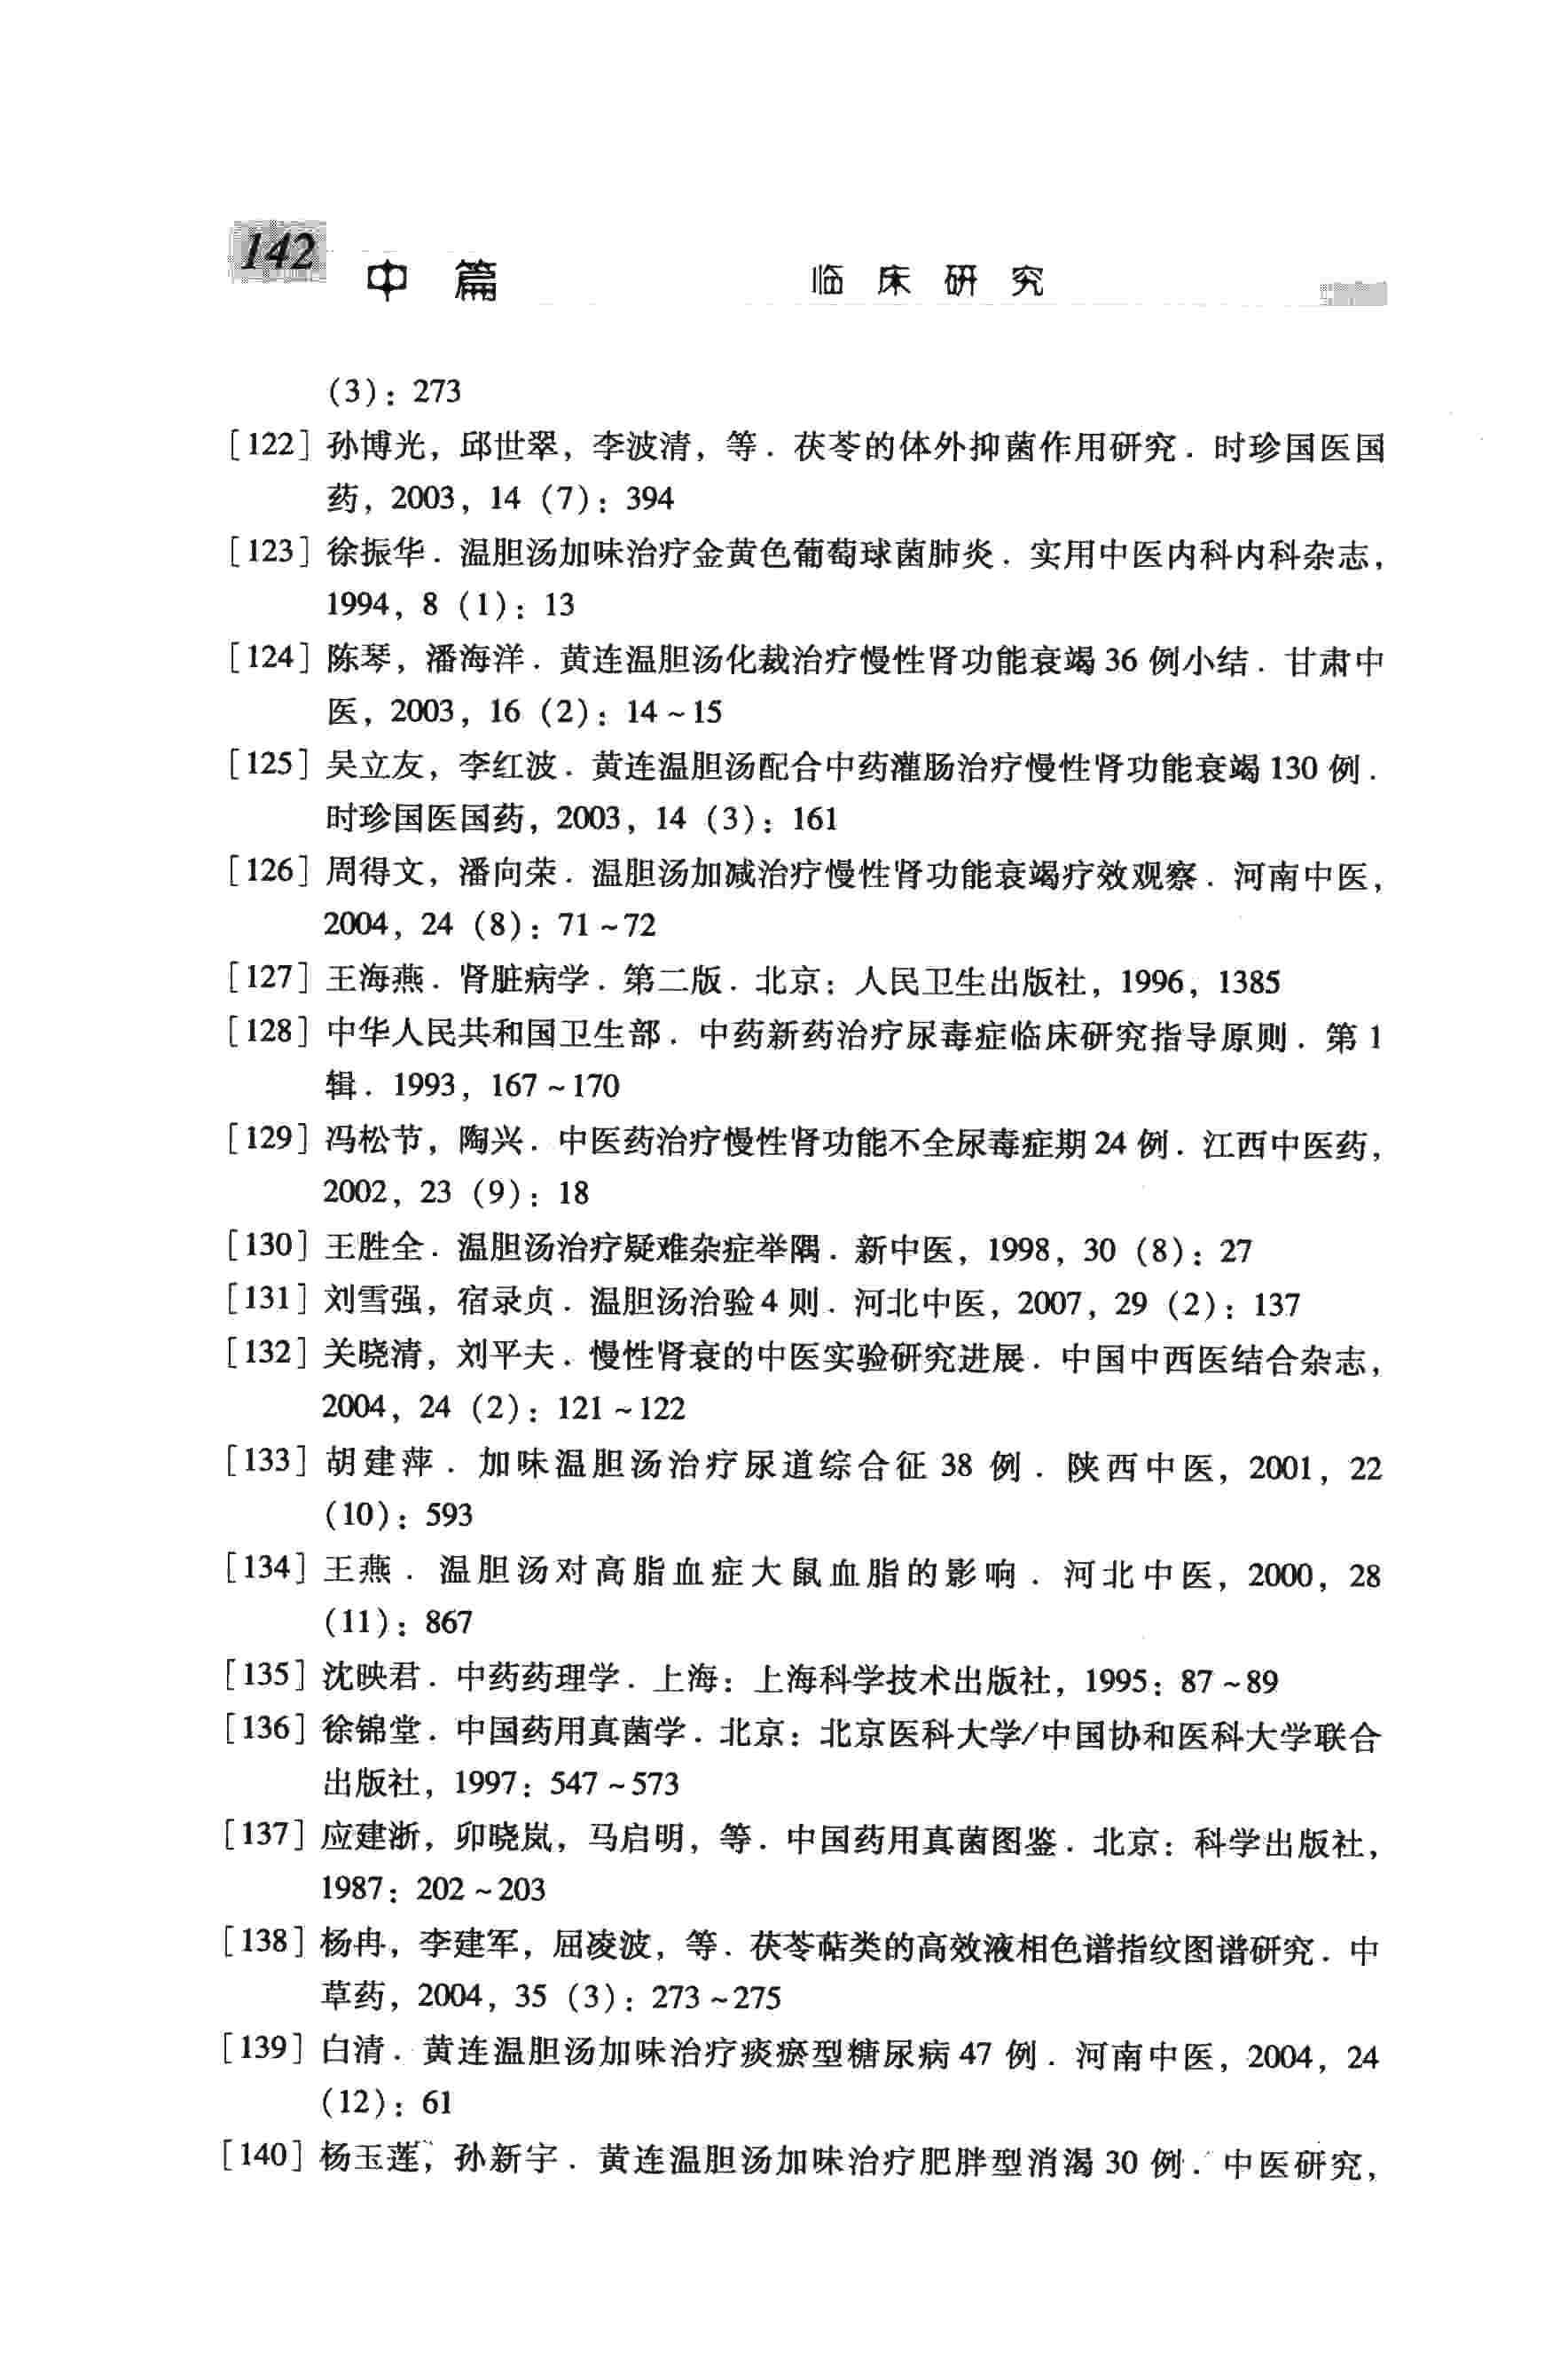 142
中篇 临床研究
(3): 273
[122] 孙博光，邱世翠，李波清，等．茯苓的体外抑菌作用研究．时珍国医国
药，2003，14 (7): 394
[123] 徐振华．温胆汤加味治疗金黄色葡萄球菌肺炎．实用中医内科内科杂志，
1994，8 (1): 13
[124] 陈琴，潘海洋．黄连温胆汤化裁治疗慢性肾功能衰竭 36 例小结．甘肃中
医，2003，16 (2): 14～15
[125] 吴立友，李红波．黄连温胆汤配合中药灌肠治疗慢性肾功能衰竭 130 例．
时珍国医国药，2003，14 (3): 161
[126] 周得文，潘向荣．温胆汤加减治疗慢性肾功能衰竭疗效观察．河南中医，
2004，24 (8): 71～72
[127] 王海燕．肾脏病学．第二版．北京：人民卫生出版社，1996，1385
[128] 中华人民共和国卫生部．中药新药治疗尿毒症临床研究指导原则．第 1
辑．1993，167～170
[129] 冯松节，陶兴．中医药治疗慢性肾功能不全尿毒症期 24 例．江西中医药，
2002，23 (9): 18
[130] 王胜全．温胆汤治疗疑难杂症举隅．新中医，1998，30 (8): 27
[131] 刘雪强，宿录贞．温胆汤治验 4 则．河北中医，2007，29 (2): 137
[132] 关晓清，刘平夫．慢性肾衰的中医实验研究进展．中国中西医结合杂志，
2004，24 (2): 121～122
[133] 胡建萍．加味温胆汤治疗尿道综合征 38 例．陕西中医，2001，22
(10): 593
[134] 王燕．温胆汤对高脂血症大鼠血脂的影响．河北中医，2000，28
(11): 867
[135] 沈映君．中药药理学．上海：上海科学技术出版社，1995：87～89
[136] 徐锦堂．中国药用真菌学．北京：北京医科大学/中国协和医科大学联合
出版社，1997：547～573
[137] 应建浙，卯晓岚，马启明，等．中国药用真菌图鉴．北京：科学出版社，
1987：202～203
[138] 杨冉，李建军，屈凌波，等．茯苓萜类的高效液相色谱指纹图谱研究．中
草药，2004，35 (3): 273～275
[139] 白清．黄连温胆汤加味治疗痰瘀型糖尿病 47 例．河南中医，2004，24
(12): 61
[140] 杨玉莲，孙新宇．黄连温胆汤加味治疗肥胖型消渴 30 例．中医研究，